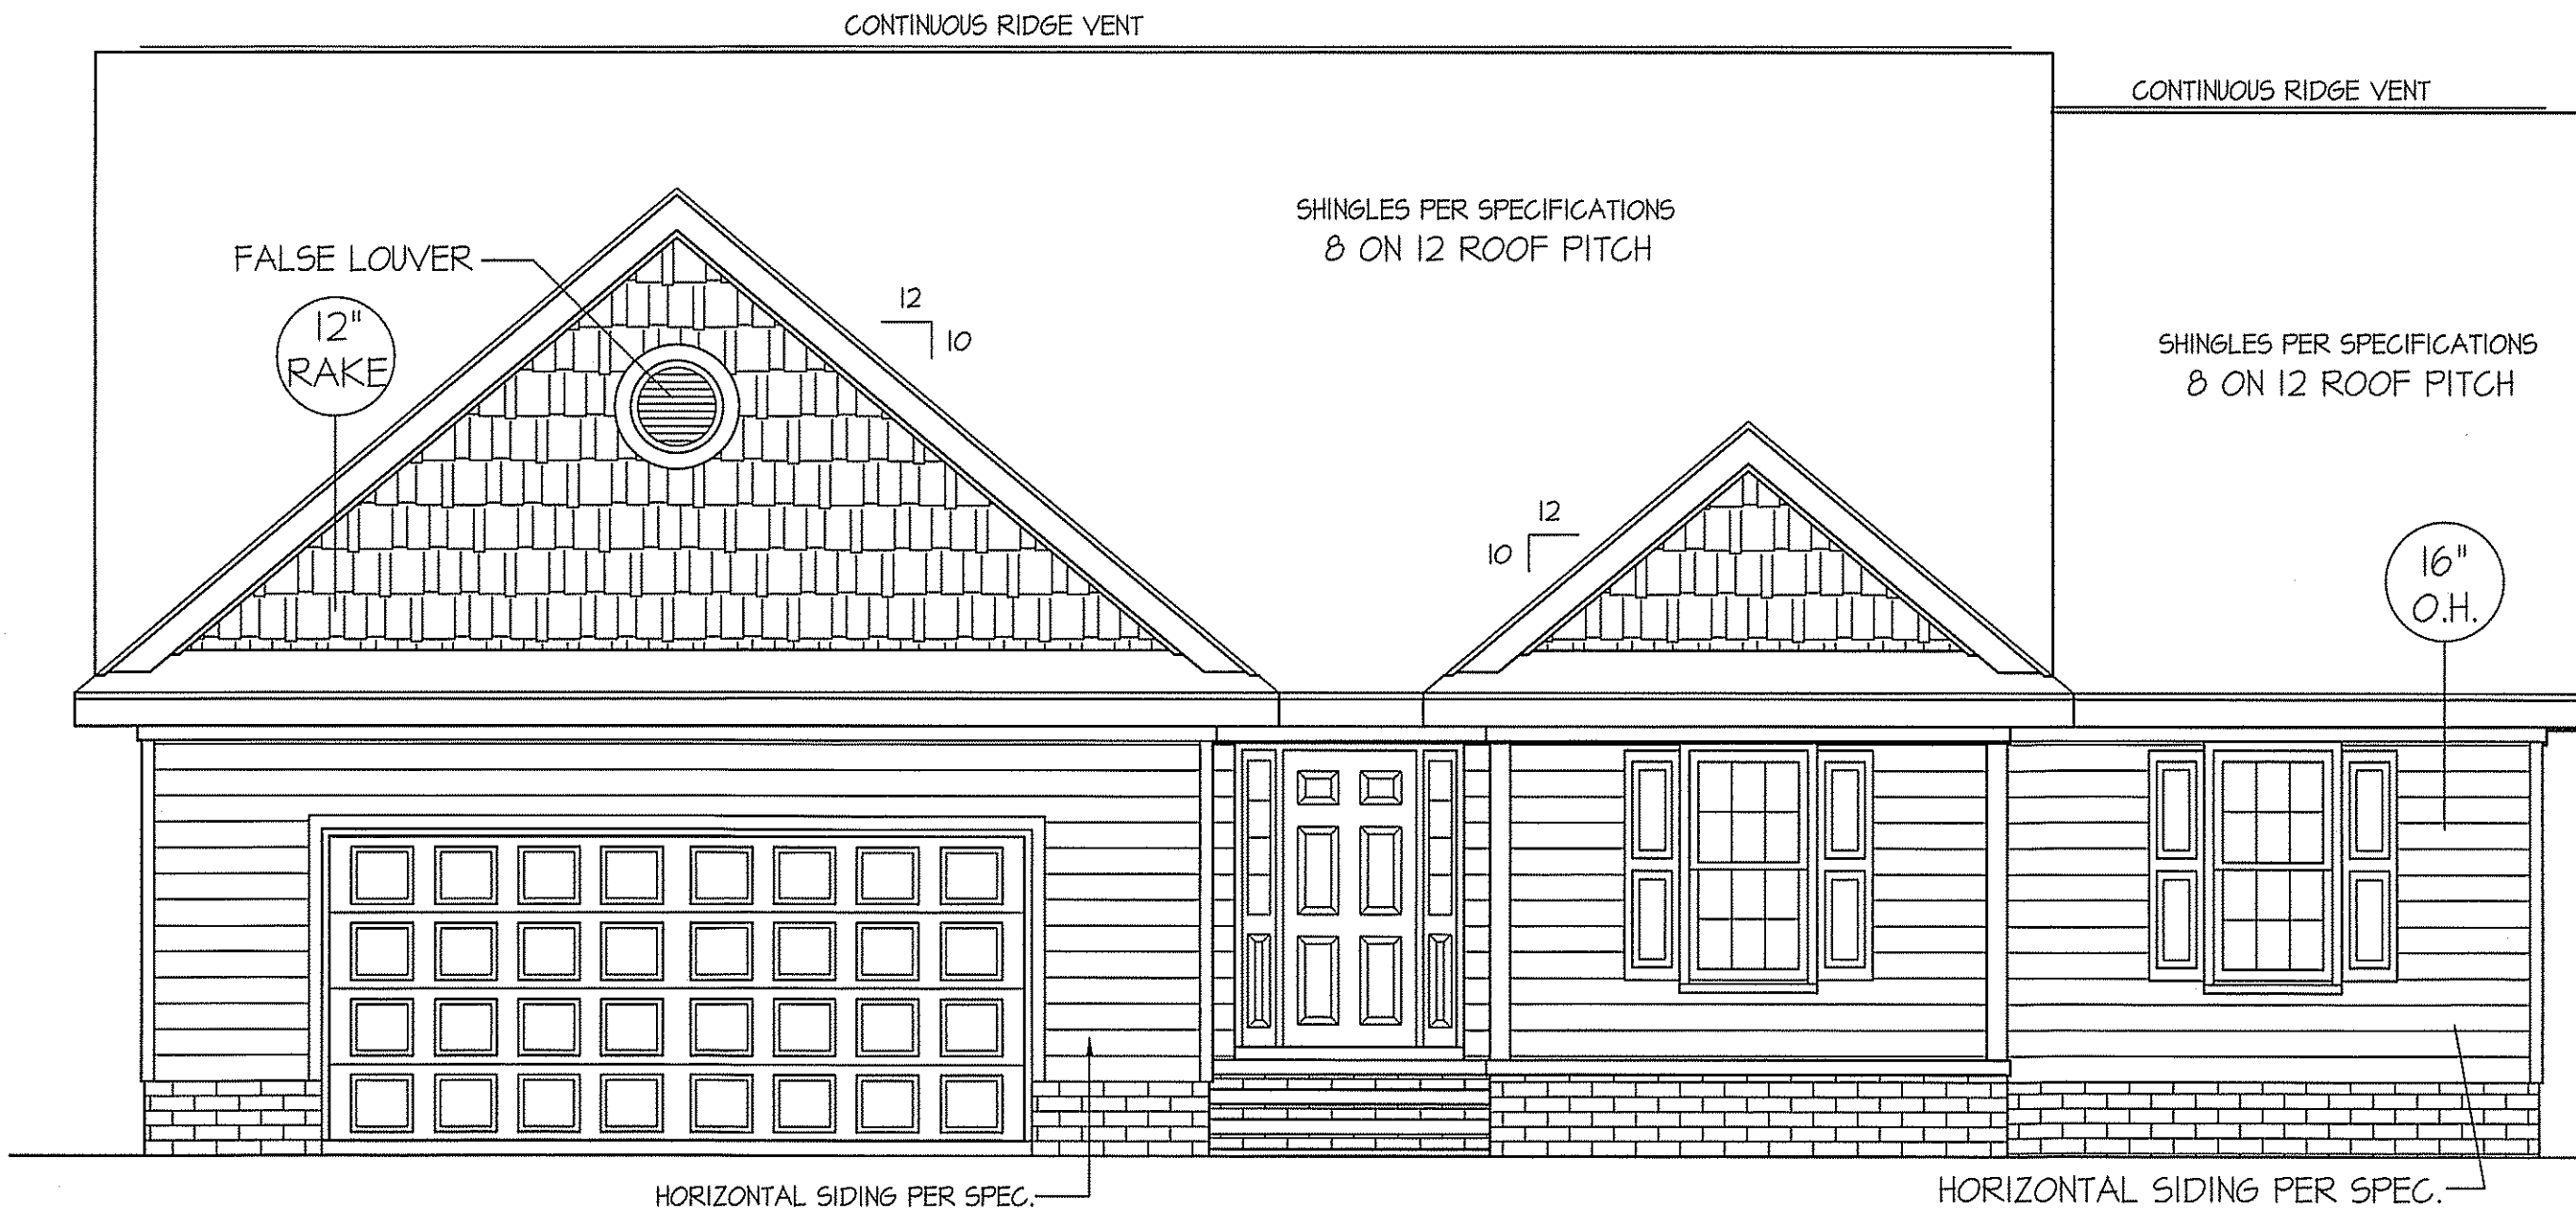 CONTINUOUS RIDGE VENT
CONTINUOUS RIDGE VENT
SHINGLES PER SPECIFICATIONS
8 ON 12 ROOF PITCH
FALSE LOUVER
12"
RAKE
12
10
SHINGLES PER SPECIFICATIONS
8 ON 12 ROOF PITCH
12
10
16"
O.H.
HORIZONTAL SIDING PER SPEC.
HORIZONTAL SIDING PER SPEC.